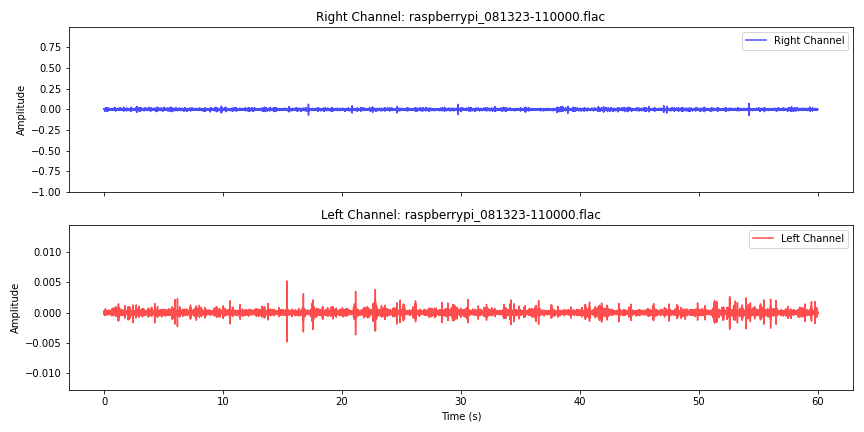 Right Channel: raspberrypi_081323-110000.flac
Right Channel
0.75
0.50
0.25
0.00
−0.25
−0.50
−0.75
−1.00
Amplitude
Left Channel: raspberrypi_081323-110000.flac
Left Channel
0.010
0.005
0.000
−0.005
−0.010
Amplitude
0 10 20 30 40 50 60
Time (s)